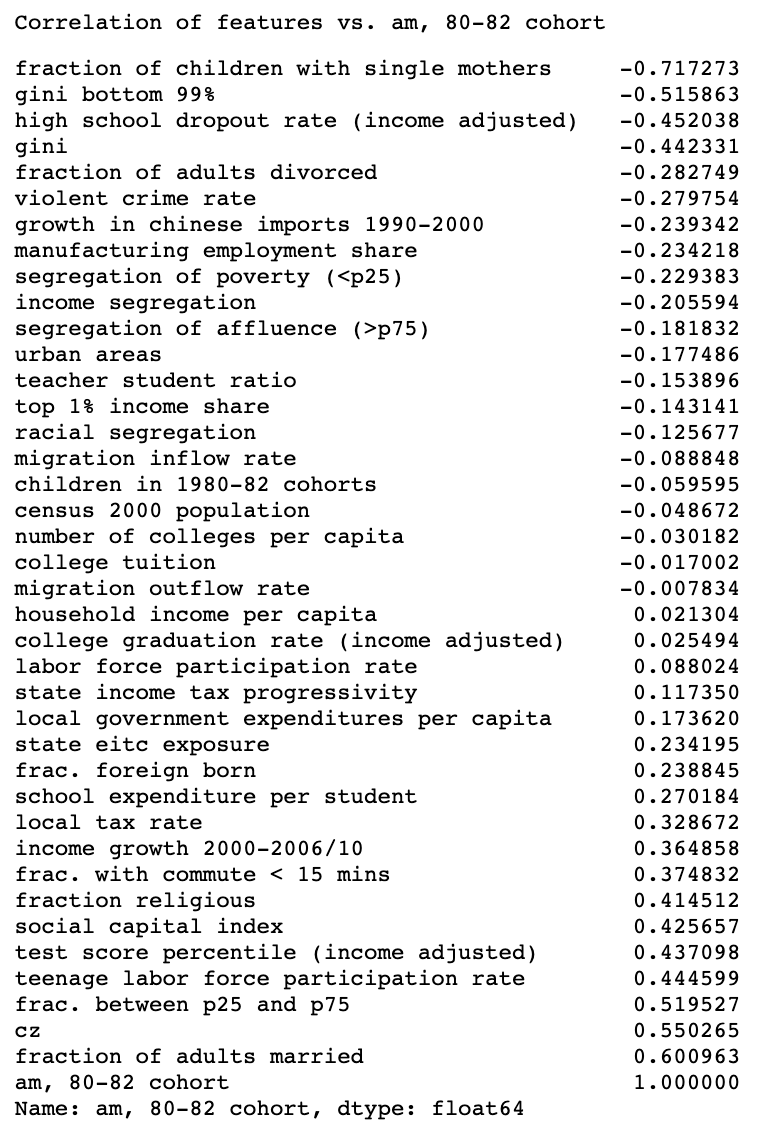 Correlation of features vs. am, 80-82 cohort
fraction of children with single mothers -0.717273
gini bottom 99% -0.515863
high school dropout rate (income adjusted) -0.452038
gini -0.442331
fraction of adults divorced -0.282749
violent crime rate -0.279754
growth in chinese imports 1990-2000 -0.239342
manufacturing employment share -0.234218
segregation of poverty (<p25) -0.229383
income segregation -0.205594
segregation of affluence (>p75) -0.181832
urban areas -0.177486
teacher student ratio -0.153896
top 1% income share -0.143141
racial segregation -0.125677
migration inflow rate -0.088848
children in 1980-82 cohorts -0.059595
census 2000 population -0.048672
number of colleges per capita -0.030182
college tuition -0.017002
migration outflow rate -0.007834
household income per capita 0.021304
college graduation rate (income adjusted) 0.025494
labor force participation rate 0.088024
state income tax progressivity 0.117350
local government expenditures per capita 0.173620
state eitc exposure 0.234195
frac. foreign born 0.238845
school expenditure per student 0.270184
local tax rate 0.328672
income growth 2000-2006/10 0.364858
frac. with commute < 15 mins 0.374832
fraction religious 0.414512
social capital index 0.425657
test score percentile (income adjusted) 0.437098
teenage labor force participation rate 0.444599
frac. between p25 and p75 0.519527
cz 0.550265
fraction of adults married 0.600963
am, 80-82 cohort 1.000000
Name: am, 80-82 cohort, dtype: float64